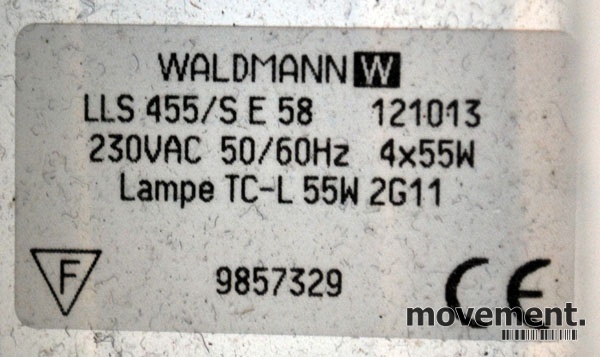 WALDMANN W
LLS 455/S E 58 121013
230VAC 50/60Hz 4x55W
Lampe TC-L 55W 2G11
F 9857329 CE
movement.